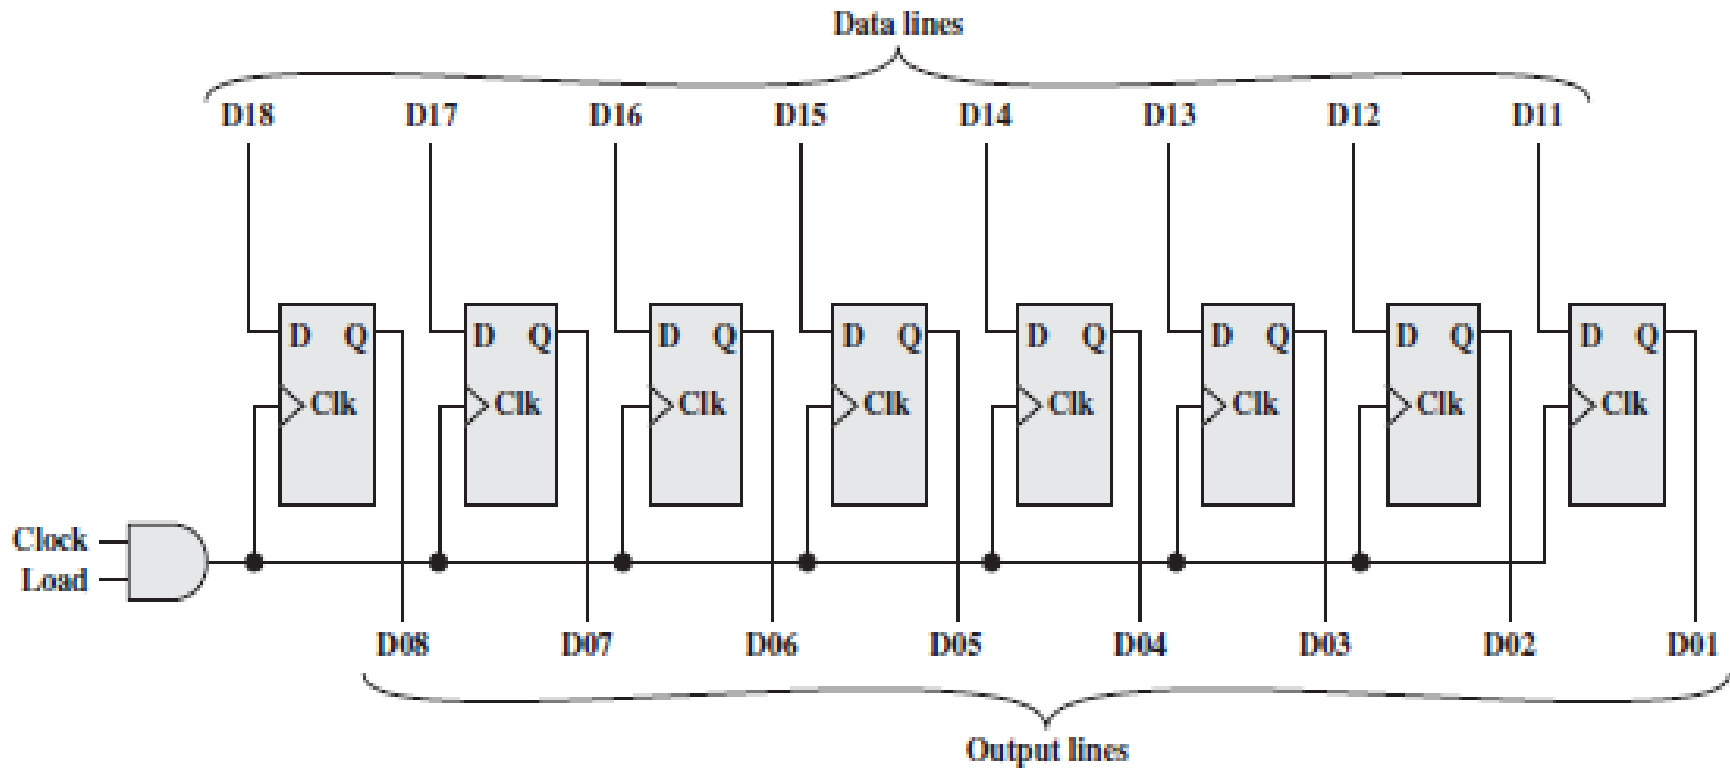 Data lines
D18 D17 D16 D15 D14 D13 D12 D11
D Q D Q D Q D Q D Q D Q D Q D Q
Clk Clk Clk Clk Clk Clk Clk Clk
Clock
Load
D08 D07 D06 D05 D04 D03 D02 D01
Output lines